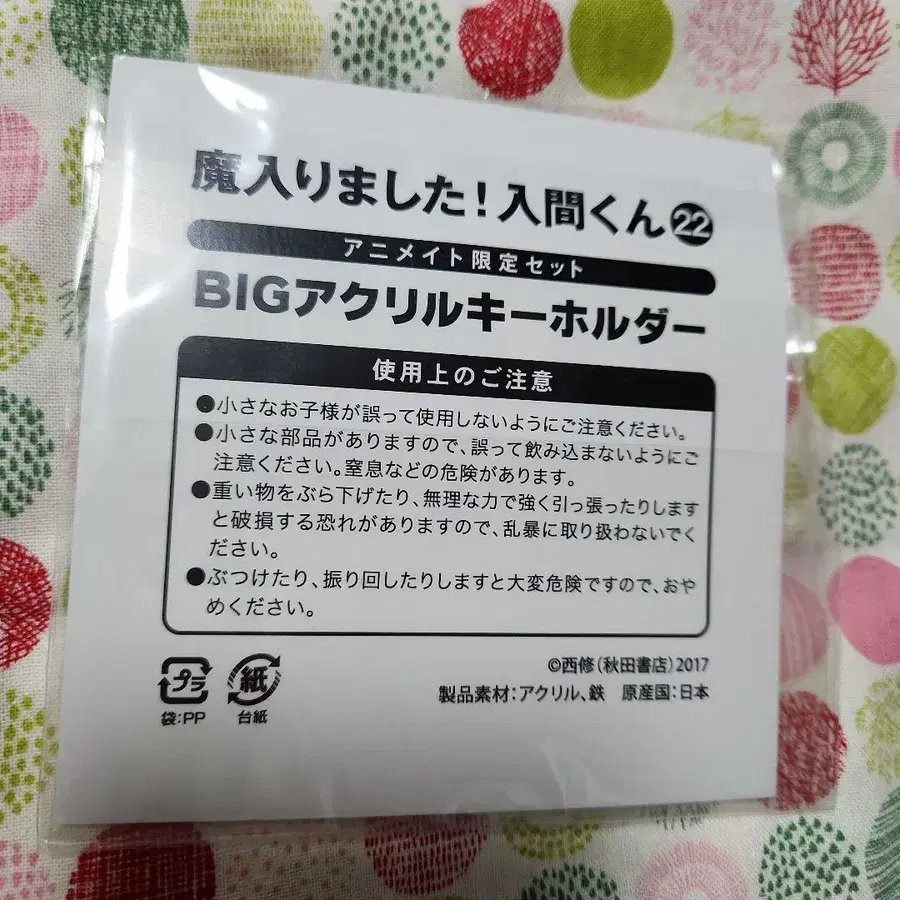 魔入りました!入間くん22
アニメイト限定セット
BIGアクリルキーホルダー
使用上のご注意
●小さなお子様が誤って使用しないようにご注意ください。
●小さな部品がありますので、誤って飲み込まないようにご
注意ください。窒息などの危険があります。
●重い物をぶら下げたり、無理な力で強く引っ張ったりします
と破損する恐れがありますので、乱暴に取り扱わないでく
ださい。
●ぶつけたり、振り回したりしますと大変危険ですので、おや
めください。
©西修(秋田書店)2017
製品素材:アクリル、鉄 原産国:日本
プラ
紙
袋:PP
台紙